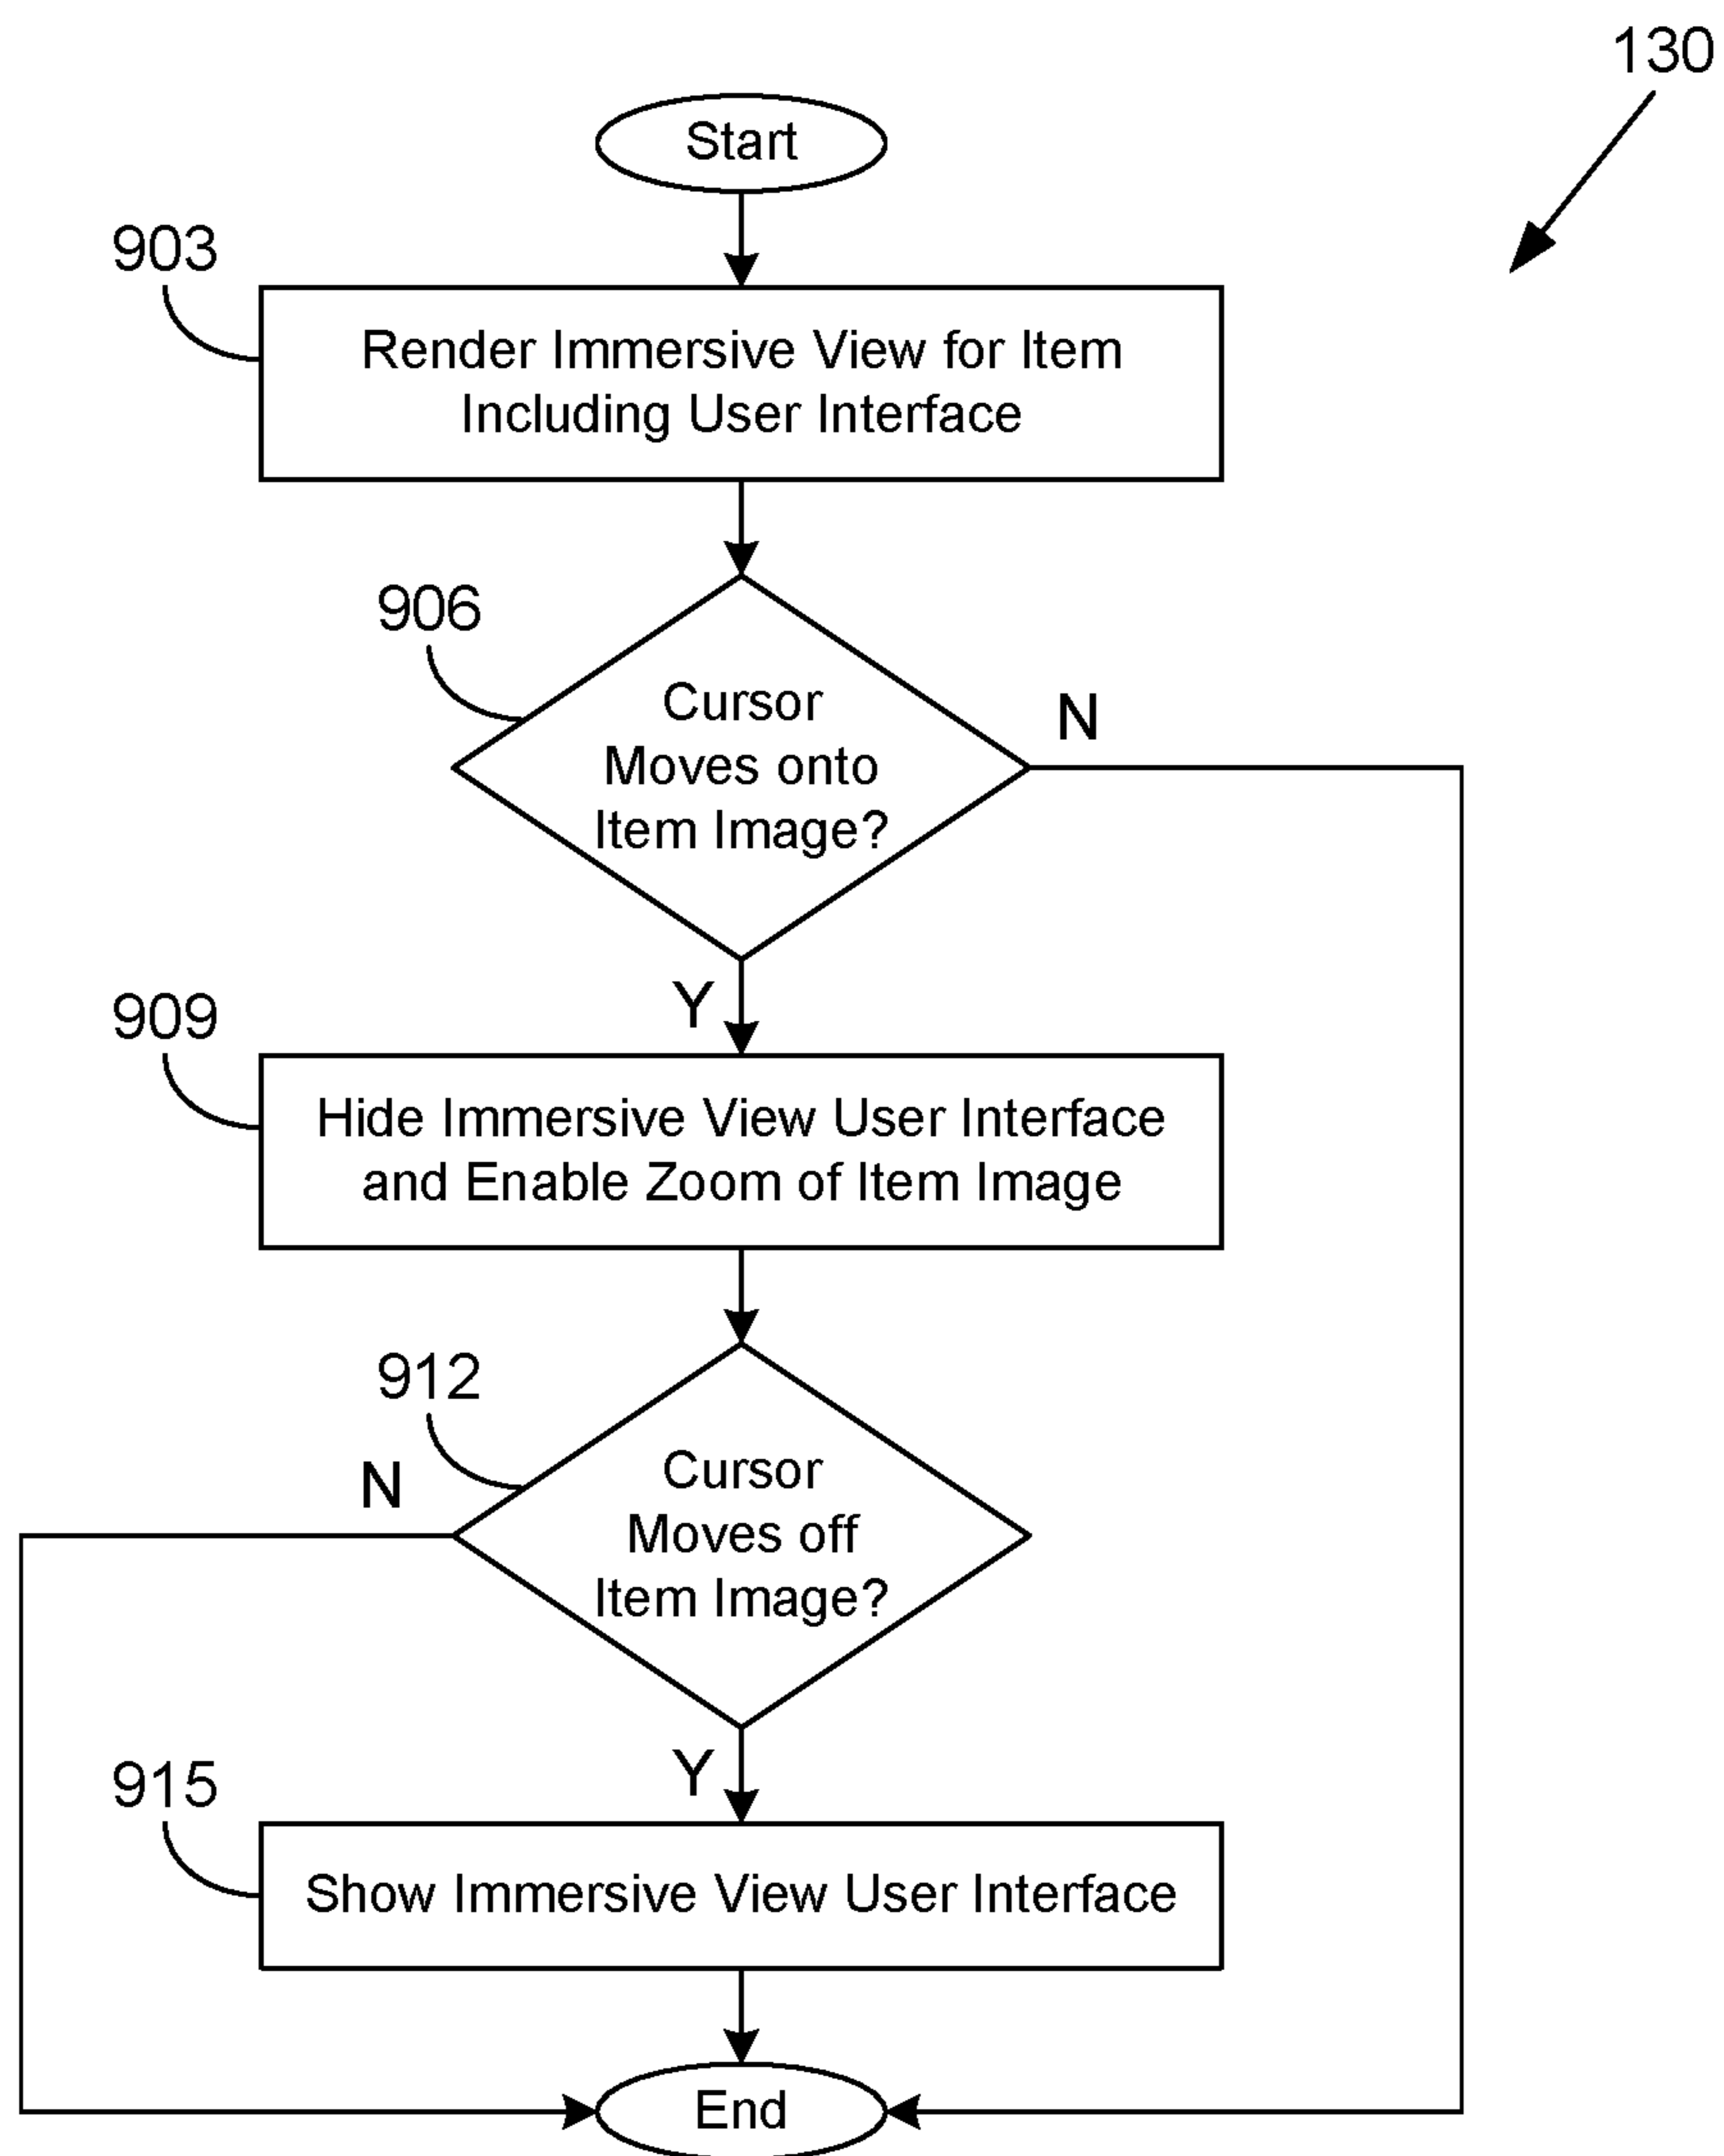 130
Start
903
Render Immersive View for Item
Including User Interface
906
Cursor
Moves onto
Item Image?
N
Y
909
Hide Immersive View User Interface
and Enable Zoom of Item Image
912
Cursor
Moves off
Item Image?
N
Y
915
Show Immersive View User Interface
End